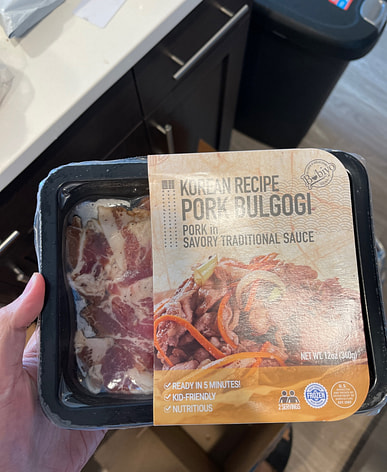 KOREAN RECIPE
PORK BULGOGI
PORK in
SAVORY TRADITIONAL SAUCE
NET WT. 12oz (340g)
✓ READY IN 5 MINUTES!
✓ KID-FRIENDLY
✓ NUTRITIOUS
2 SERVINGS
FROZEN